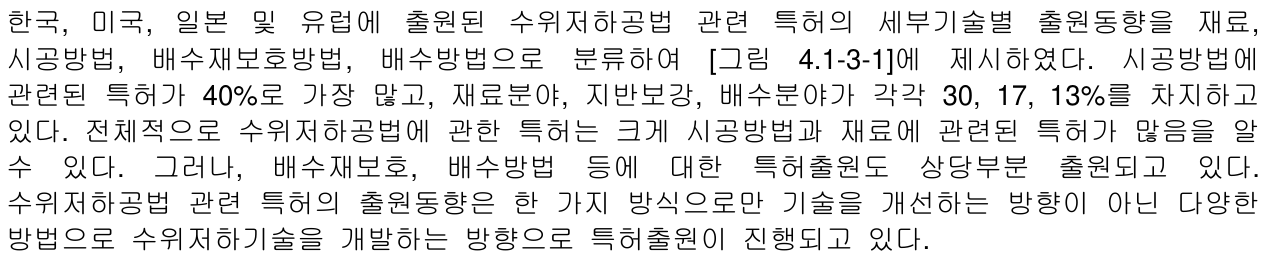 한국, 미국, 일본 및 유럽에 출원된 수위저하공법 관련 특허의 세부기술별 출원동향을 재료,
시공방법, 배수재보호방법, 배수방법으로 분류하여 [그림 4.1-3-1]에 제시하였다. 시공방법에
관련된 특허가 40%로 가장 많고, 재료분야, 지반보강, 배수분야가 각각 30, 17, 13%를 차지하고
있다. 전체적으로 수위저하공법에 관한 특허는 크게 시공방법과 재료에 관련된 특허가 많음을 알
수 있다. 그러나, 배수재보호, 배수방법 등에 대한 특허출원도 상당부분 출원되고 있다.
수위저하공법 관련 특허의 출원동향은 한 가지 방식으로만 기술을 개선하는 방향이 아닌 다양한
방법으로 수위저하기술을 개발하는 방향으로 특허출원이 진행되고 있다.